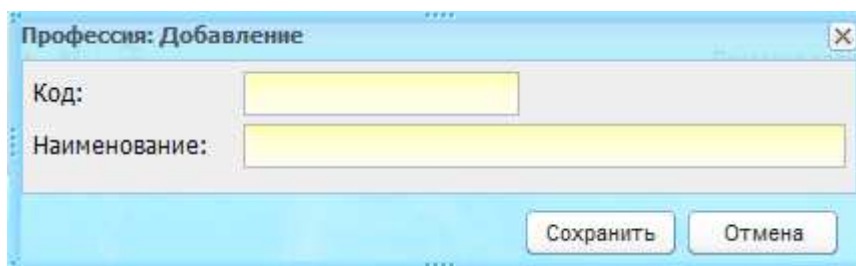 Профессия: Добавление
Код:
Наименование:
Сохранить Отмена